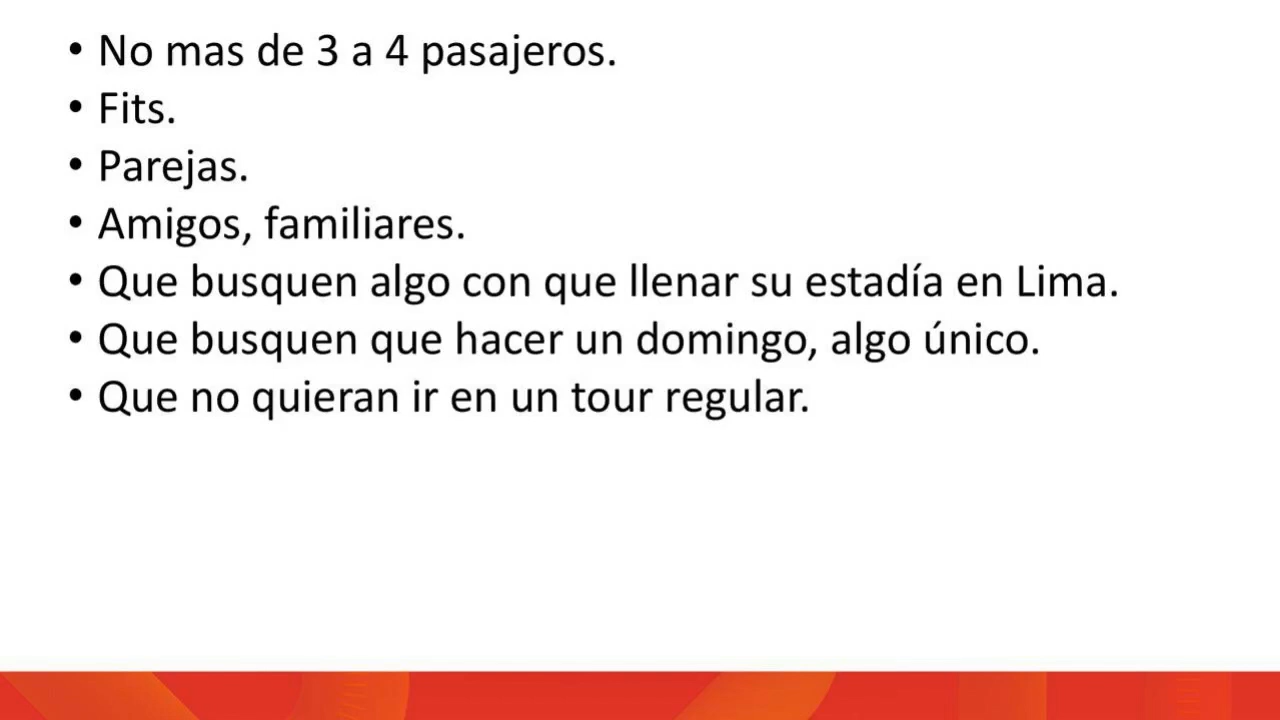 • No mas de 3 a 4 pasajeros.
• Fits.
• Parejas.
• Amigos, familiares.
• Que busquen algo con que llenar su estadía en Lima.
• Que busquen que hacer un domingo, algo único.
• Que no quieran ir en un tour regular.